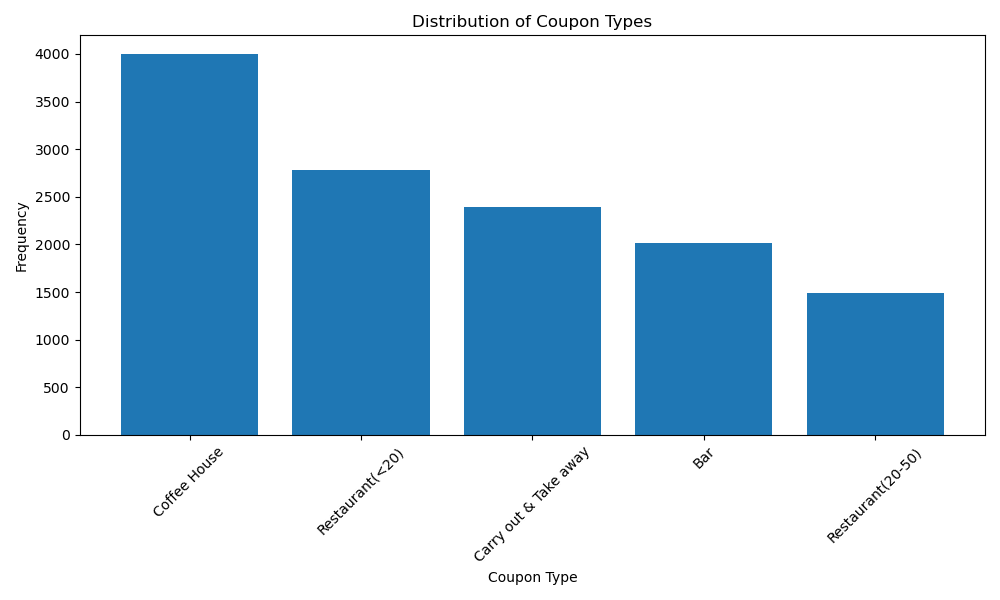 Distribution of Coupon Types
Frequency
4000
3500
3000
2500
2000
1500
1000
500
0
Coffee House
Restaurant(<20)
Carry out & Take away
Bar
Restaurant(20-50)
Coupon Type